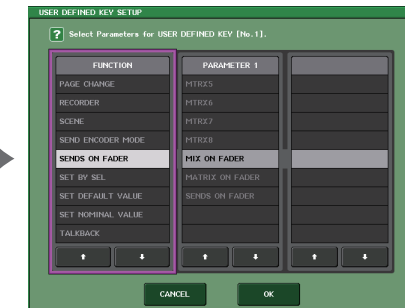 USER DEFINED KEY SETUP
? Select Parameters for USER DEFINED KEY [No.1].
FUNCTION
PAGE CHANGE
RECORDER
SCENE
SEND ENCODER MODE
SENDS ON FADER
SET BY SEL
SET DEFAULT VALUE
SET NOMINAL VALUE
TALKBACK
PARAMETER 1
MTRX5
MTRX6
MTRX7
MTRX8
MIX ON FADER
MATRIX ON FADER
SENDS ON FADER
CANCEL
OK